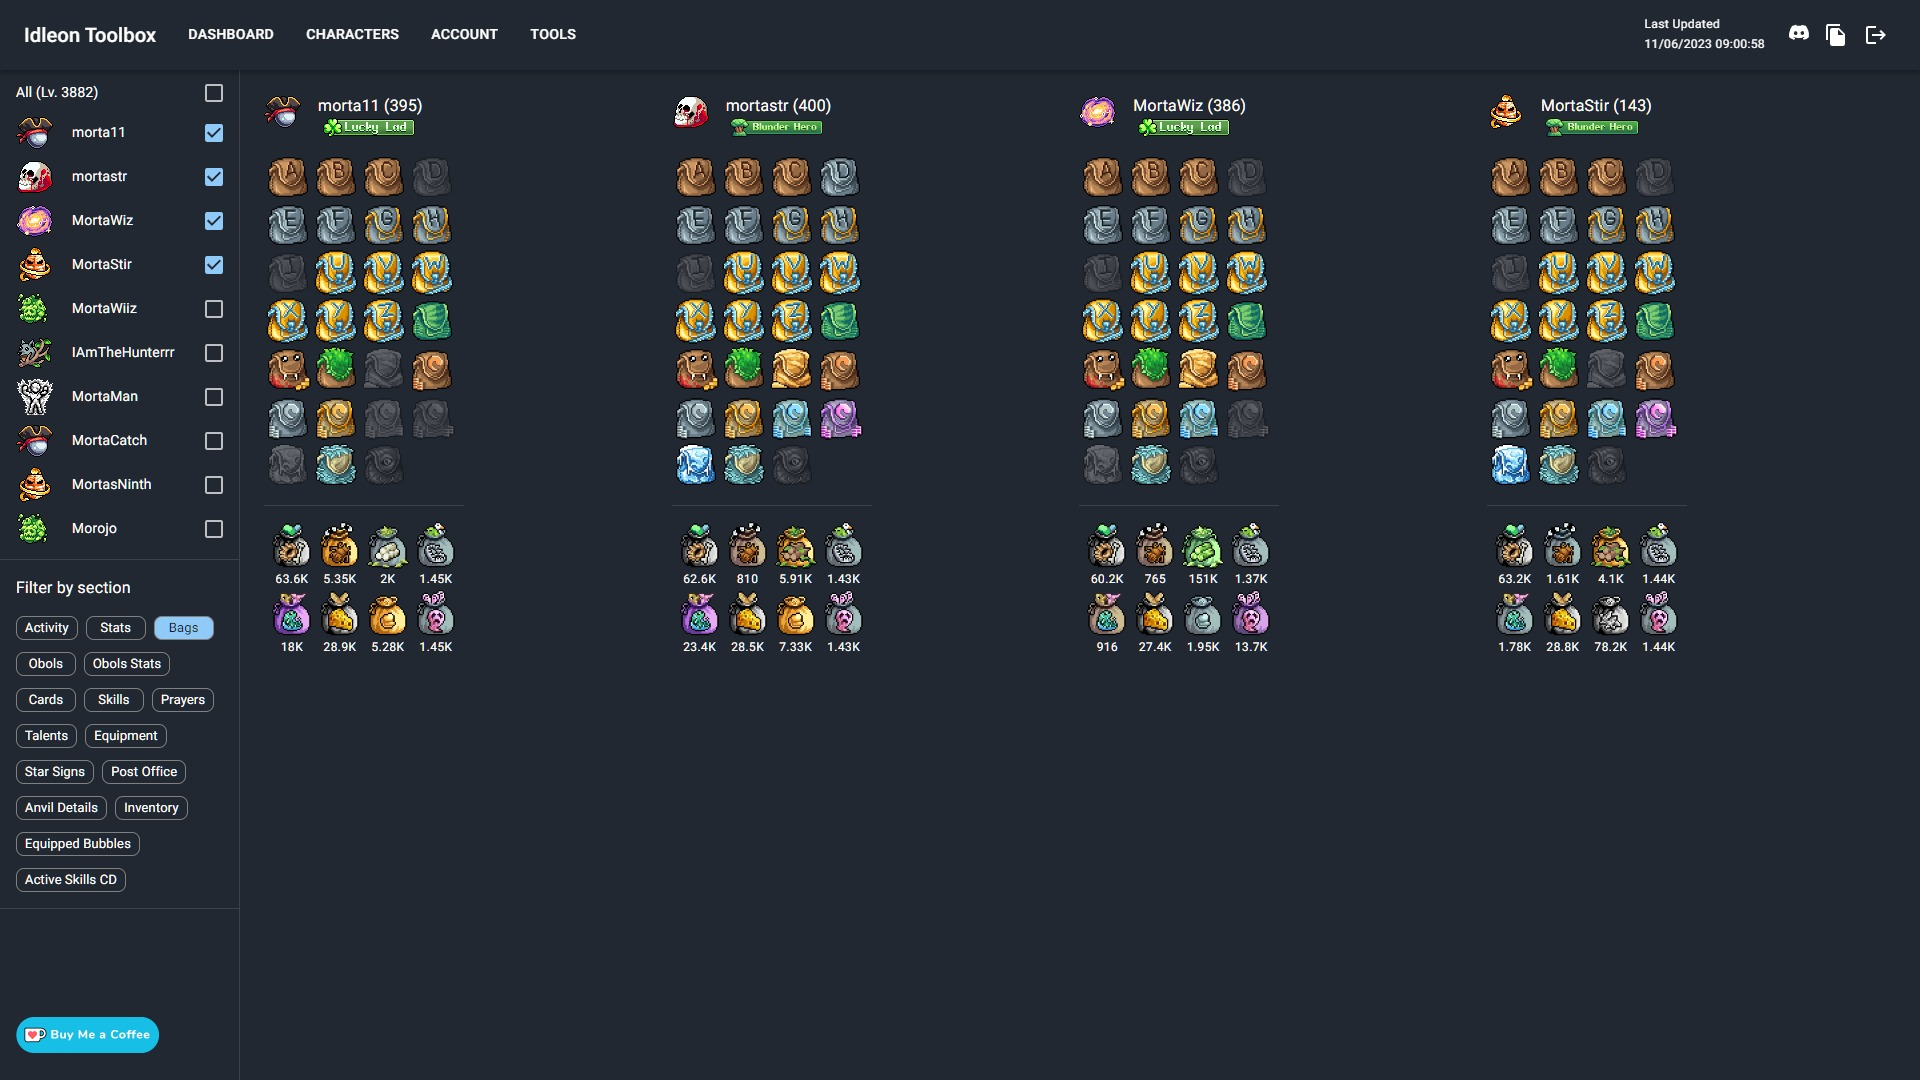 Idleon Toolbox
DASHBOARD
CHARACTERS
ACCOUNT
TOOLS
Last Updated
11/06/2023 09:00:58
All (Lv. 3882)
morta11
mortastr
MortaWiz
MortaStir
MortaWiiz
IAmTheHunterrr
MortaMan
MortaCatch
MortasNinth
Morojo
Filter by section
Activity
Stats
Bags
Obols
Obols Stats
Cards
Skills
Prayers
Talents
Equipment
Star Signs
Post Office
Anvil Details
Inventory
Equipped Bubbles
Active Skills CD
Buy Me a Coffee
morta11 (395)
Lucky Lad
A B C D
E F G H
I U V W
X Y Z
C
C C C
63.6K 5.35K 2K 1.45K
18K 28.9K 5.28K 1.45K
mortastr (400)
Blunder Hero
A B C D
E F G H
I U V W
X Y Z
C
C C C C
62.6K 810 5.91K 1.43K
23.4K 28.5K 7.33K 1.43K
MortaWiz (386)
Lucky Lad
A B C D
E F G H
I U V W
X Y Z
C
C C C C
60.2K 765 151K 1.37K
916 27.4K 1.95K 13.7K
MortaStir (143)
Blunder Hero
A B C D
E F G H
I U V W
X Y Z
C
C C C C
63.2K 1.61K 4.1K 1.44K
1.78K 28.8K 78.2K 1.44K